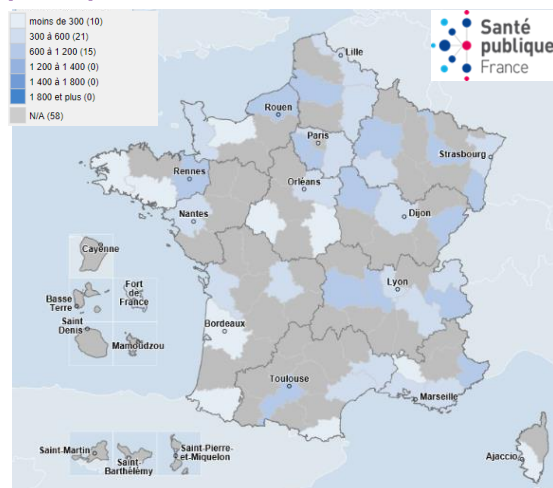 moins de 300 (10)
300 à 600 (21)
600 à 1 200 (15)
1 200 à 1 400 (0)
1 400 à 1 800 (0)
1 800 et plus (0)
N/A (58)
Santé
publique
France
Lille
Rouen
Paris
Strasbourg
Rennes
Orléans
Nantes
Dijon
Cayenne
Fort
de
France
Basse
Terre
Saint
Denis
Mamoudzou
Lyon
Bordeaux
Toulouse
Marseille
Ajaccio
Saint-Martin
Saint-
Barthélémy
Saint-Pierre
et-Miquelon